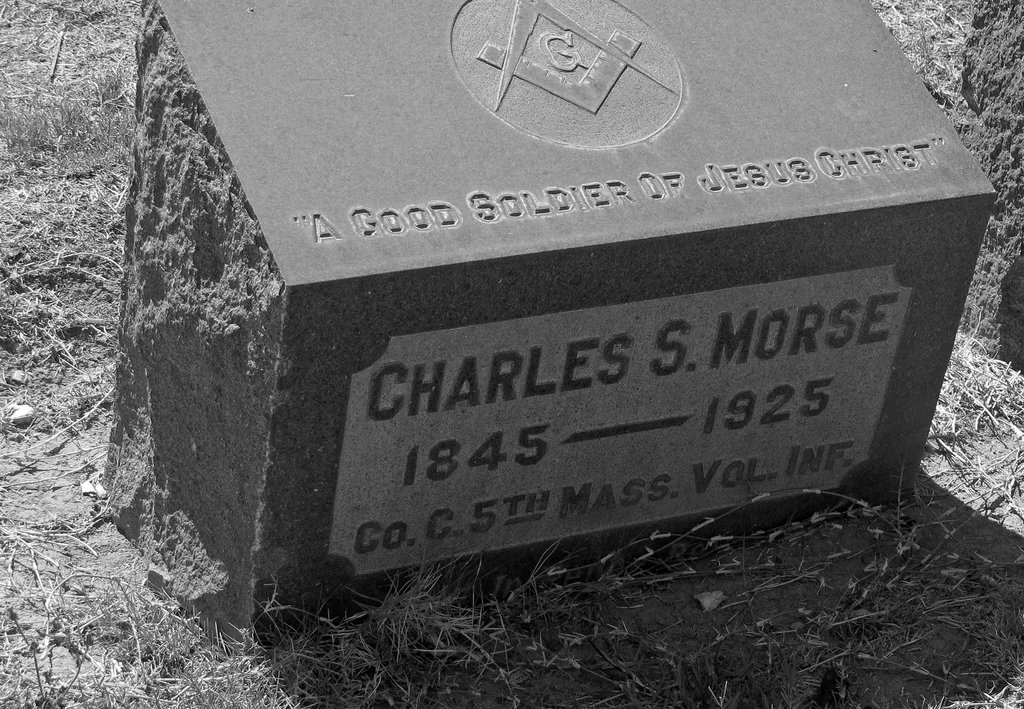 G
"A GOOD SOLDIER OF JESUS CHRIST"
CHARLES S. MORSE
1845 — 1925
CO. C. 5TH MASS. VOL. INF.